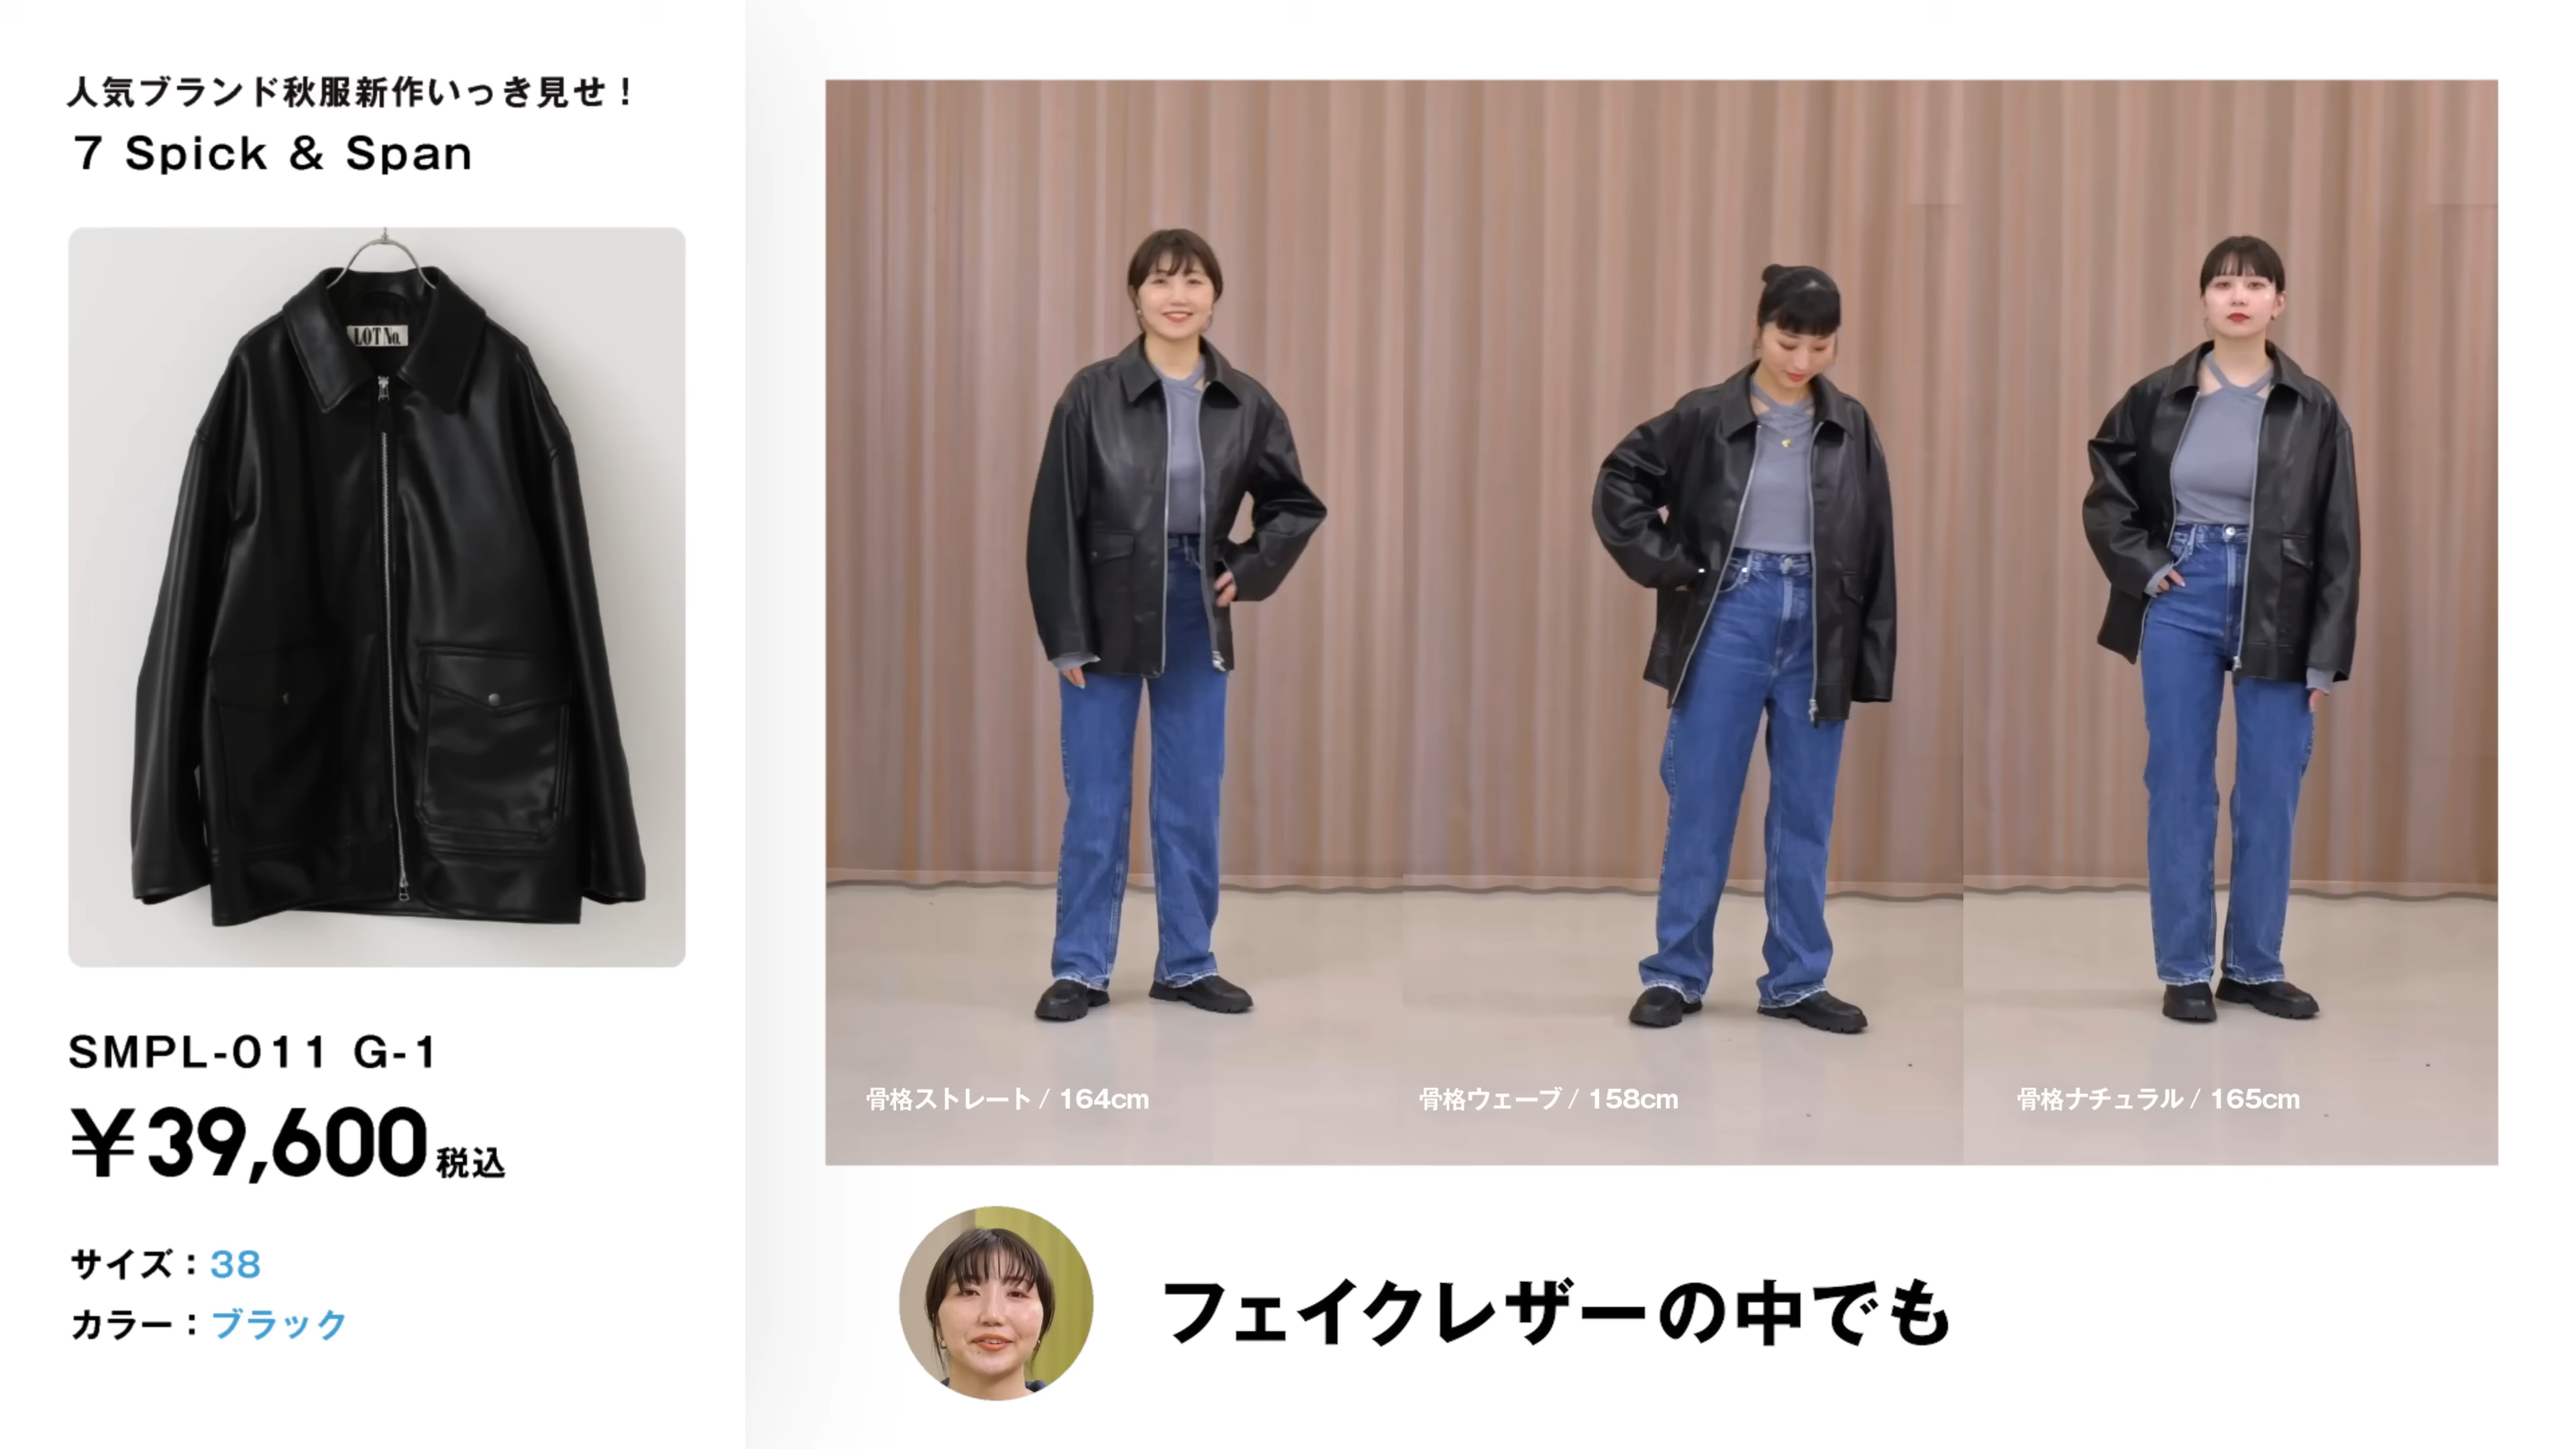 人気ブランド秋服新作いっき見せ！
7 Spick & Span
LOT No.
SMPL-011 G-1
￥39,600税込
サイズ：38
カラー：ブラック
骨格ストレート / 164cm
骨格ウェーブ / 158cm
骨格ナチュラル / 165cm
フェイクレザーの中でも